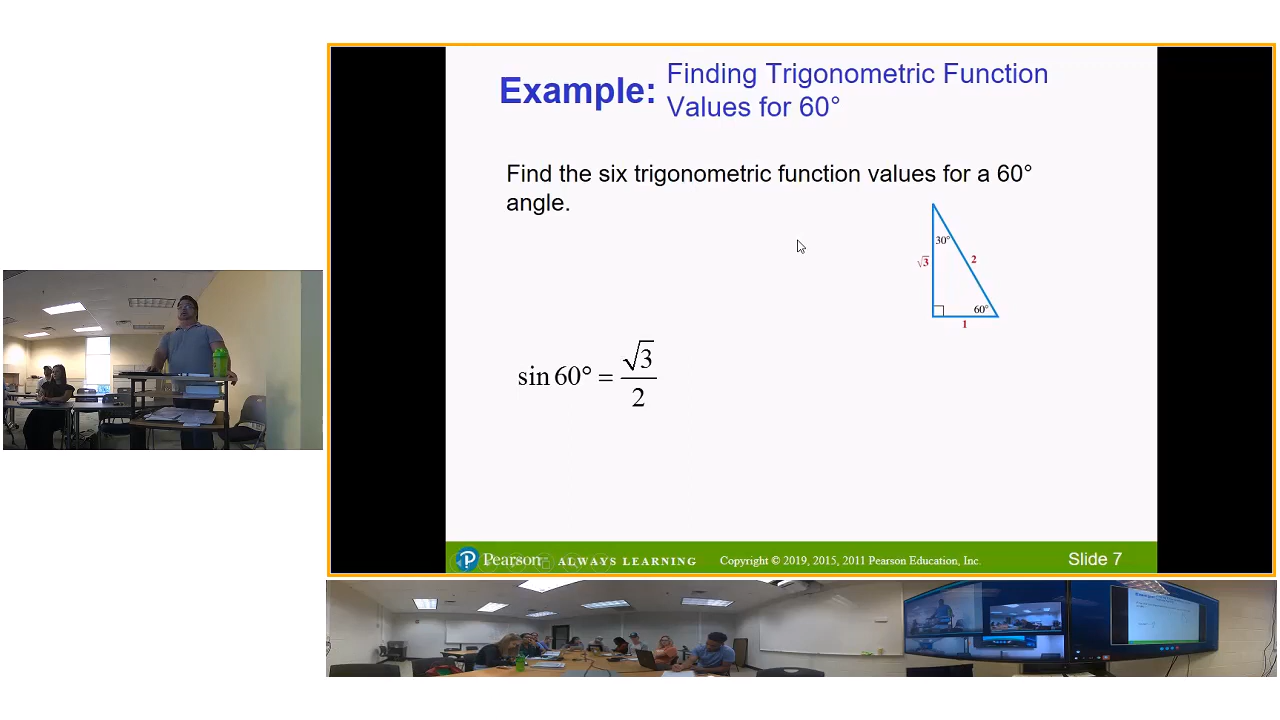 Example: Finding Trigonometric Function
Values for 60°
Find the six trigonometric function values for a 60°
angle.
30°
√3
2
60°
1
sin 60° = √3/2
Pearson ALWAYS LEARNING Copyright © 2019, 2015, 2011 Pearson Education, Inc. Slide 7